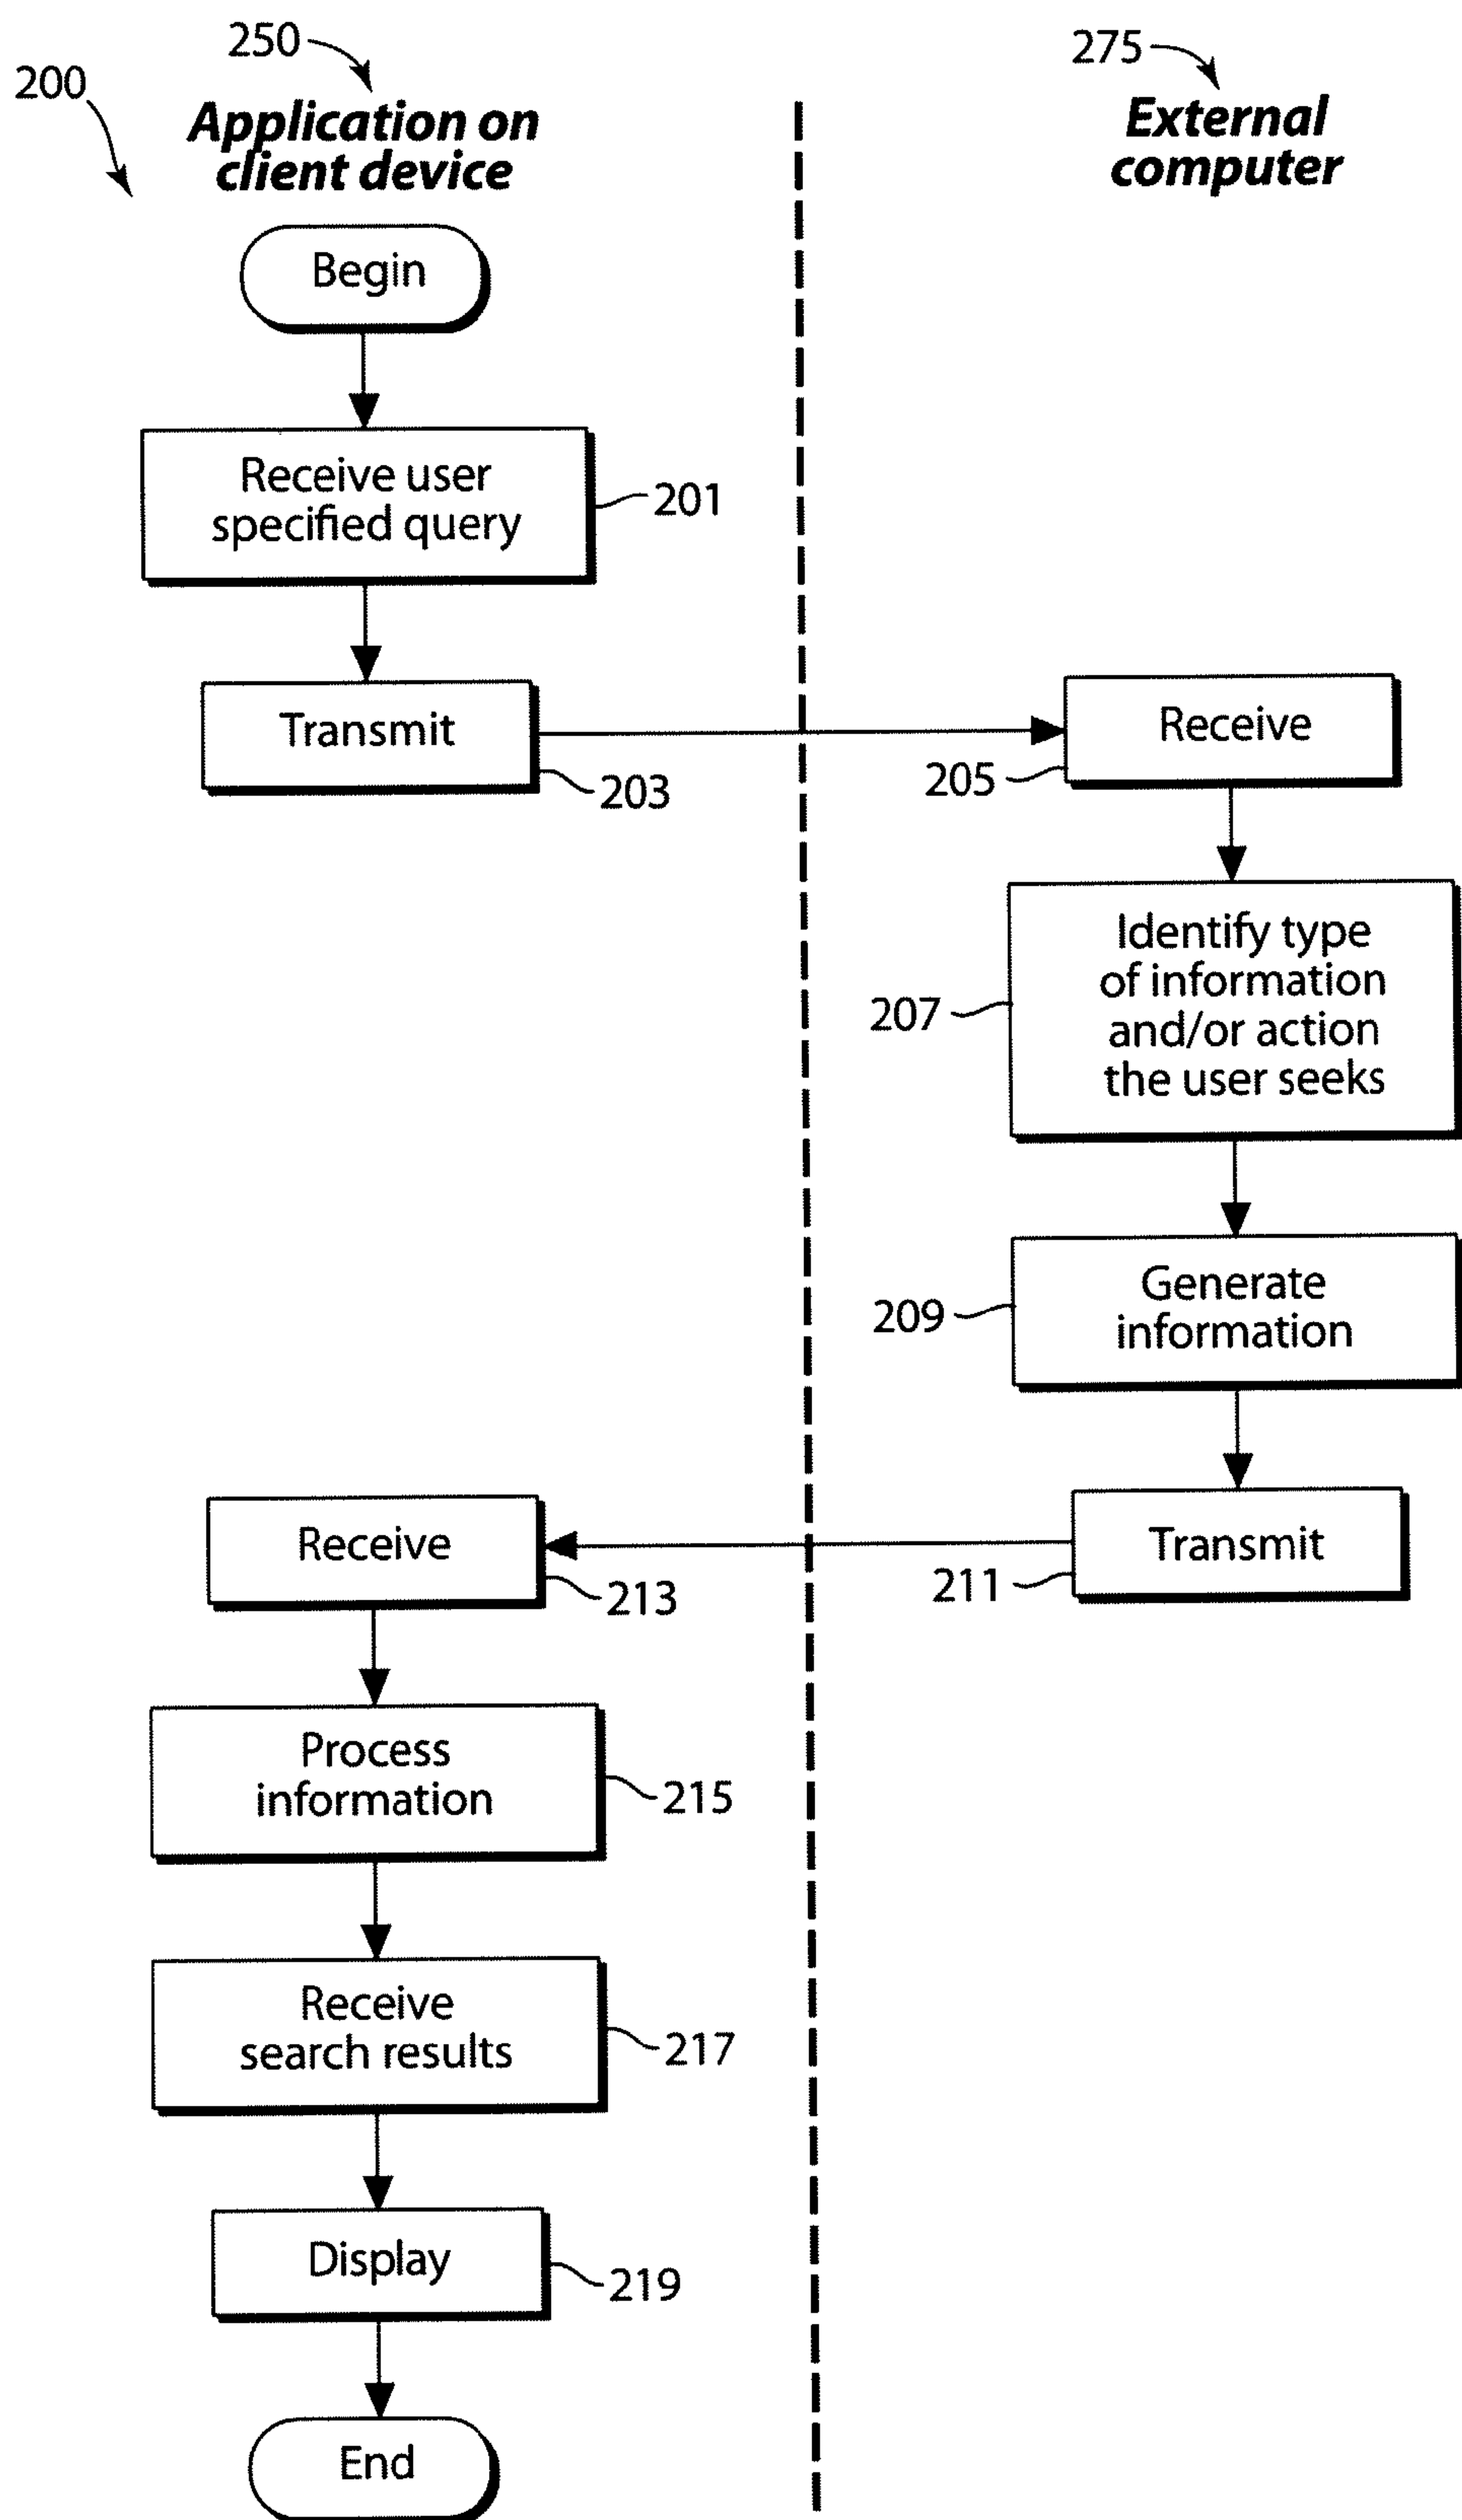 250
275
200
Application on
client device
External
computer
Begin
Receive user
specified query
201
Transmit
203
Receive
205
Identify type
of information
and/or action
the user seeks
207
Generate
information
209
Transmit
211
Receive
213
Process
information
215
Receive
search results
217
Display
219
End